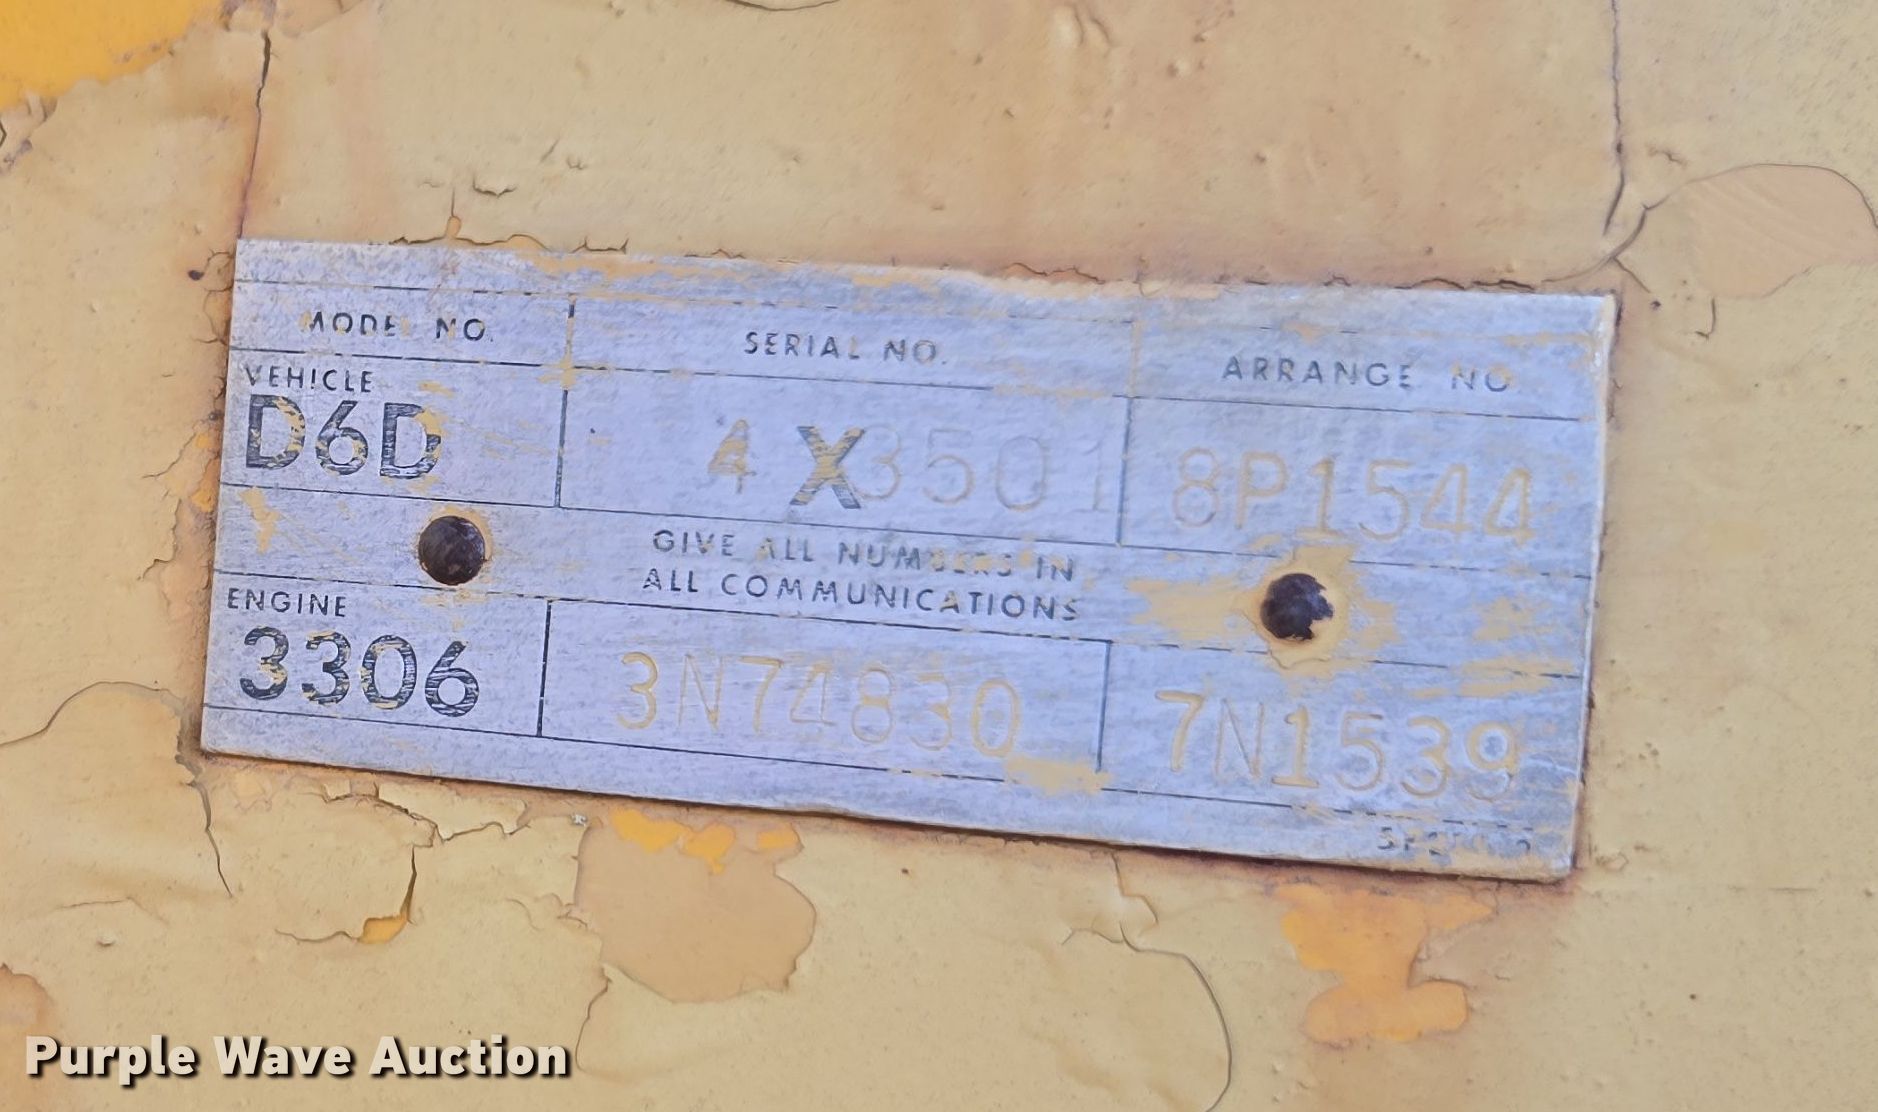 MODEL NO. SERIAL NO. ARRANGE NO
VEHICLE
D6D 4X3501 8P1544
GIVE ALL NUMBERS IN
ALL COMMUNICATIONS
ENGINE
3306 3N74830 7N1539
Purple Wave Auction